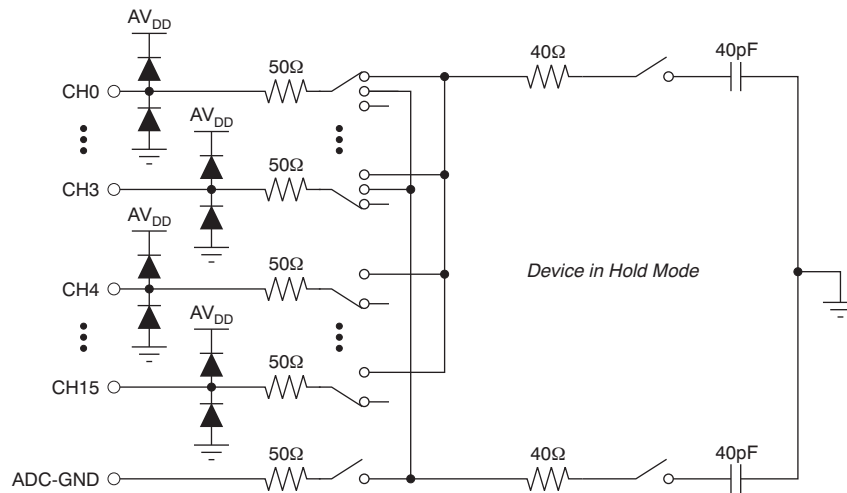 AVDD
50Ω
40Ω
40pF
CH0
AVDD
50Ω
CH3
AVDD
50Ω
CH4
Device in Hold Mode
AVDD
50Ω
CH15
50Ω
40Ω
40pF
ADC-GND